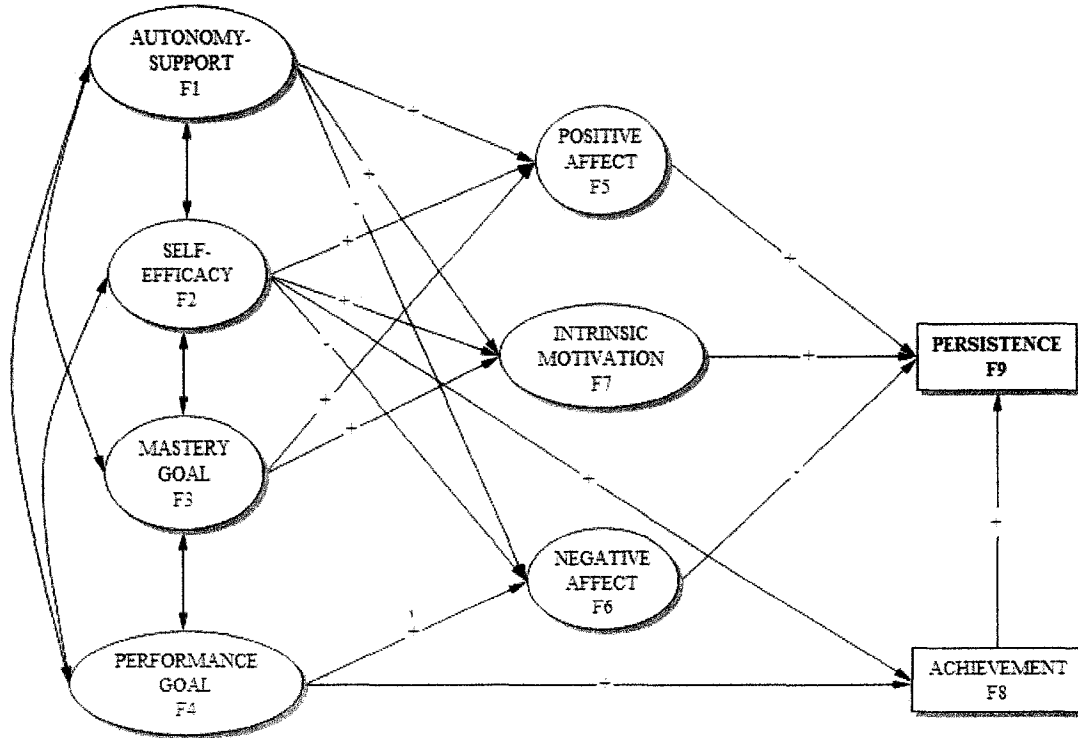 AUTONOMY-
SUPPORT
F1
POSITIVE
AFFECT
F5
SELF-
EFFICACY
F2
INTRINSIC
MOTIVATION
F7
PERSISTENCE
F9
MASTERY
GOAL
F3
NEGATIVE
AFFECT
F6
PERFORMANCE
GOAL
F4
ACHIEVEMENT
F8
+
+
-
+
+
-
+
+
+
+
+
+
+
-
+